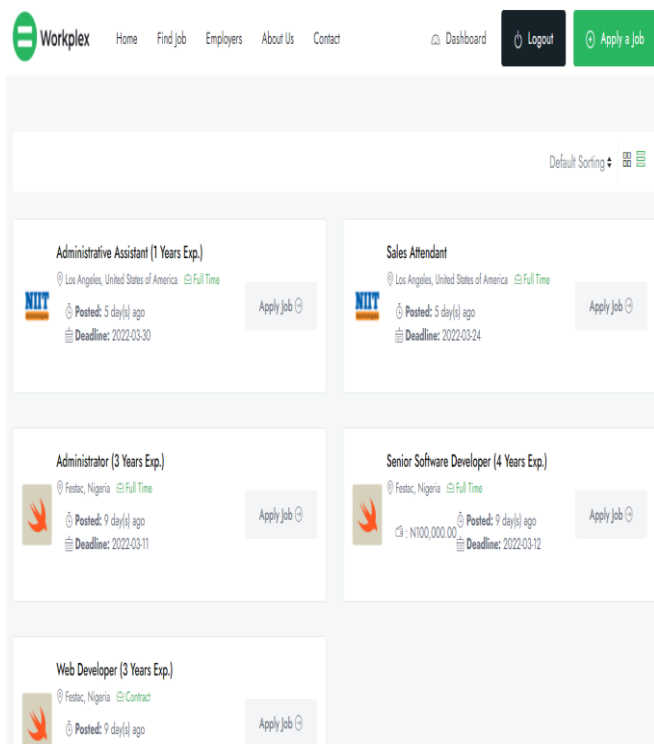 Workplex Home Find Job Employers About Us Contact Dashboard Logout Apply a Job
Default Sorting
Administrative Assistant (1 Years Exp.)
Los Angeles, United States of America Full Time
NIIT
Posted: 5 day(s) ago
Deadline: 2022-03-30
Apply Job
Sales Attendant
Los Angeles, United States of America Full Time
NIIT
Posted: 5 day(s) ago
Deadline: 2022-03-24
Apply Job
Administrator (3 Years Exp.)
Festac, Nigeria Full Time
Posted: 9 day(s) ago
Deadline: 2022-03-11
Apply Job
Senior Software Developer (4 Years Exp.)
Festac, Nigeria Full Time
: N100,000.00
Posted: 9 day(s) ago
Deadline: 2022-03-12
Apply Job
Web Developer (3 Years Exp.)
Festac, Nigeria Contract
Posted: 9 day(s) ago
Apply Job